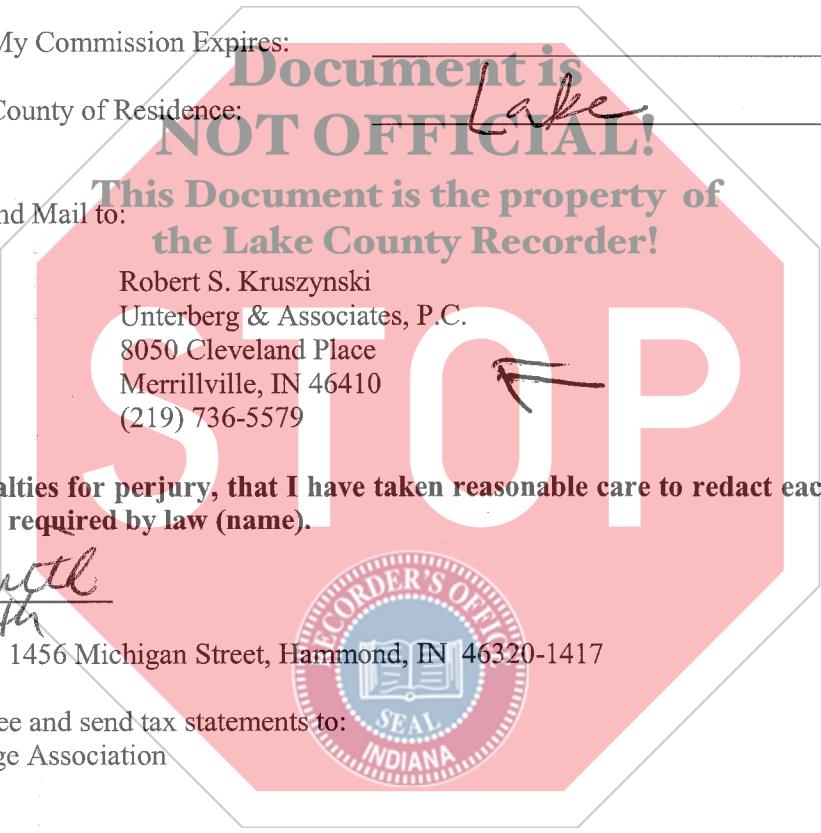 My Commission Expires:
Document is
County of Residence: Lake
NOT OFFICIAL!
This Document is the property of
nd Mail to:
the Lake County Recorder!
Robert S. Kruszynski
Unterberg & Associates, P.C.
8050 Cleveland Place
Merrillville, IN 46410
(219) 736-5579
STOP
alties for perjury, that I have taken reasonable care to redact eac
required by law (name).
RECORDER'S OFFICE
1456 Michigan Street, Hammond, IN 46320-1417
SEAL
INDIANA
ee and send tax statements to:
ge Association